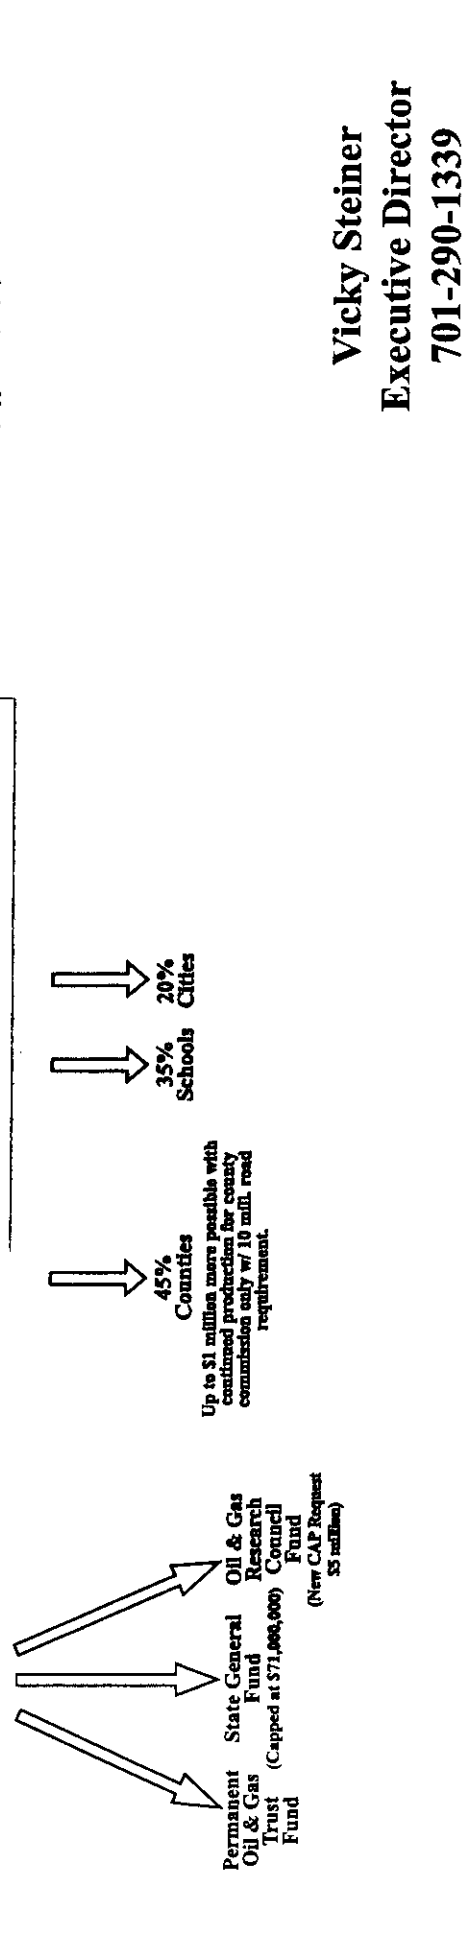 Permanent
Oil & Gas
Trust
Fund
State General
Fund
(Capped at $71,000,000)
Oil & Gas
Research
Council
Fund
(New CAP Request
$5 million)
45%
Counties
Up to $1 million more possible with
continued production for county
commission only w/ 10 mill. road
requirement.
35%
Schools
20%
Cities
Vicky Steiner
Executive Director
701-290-1339